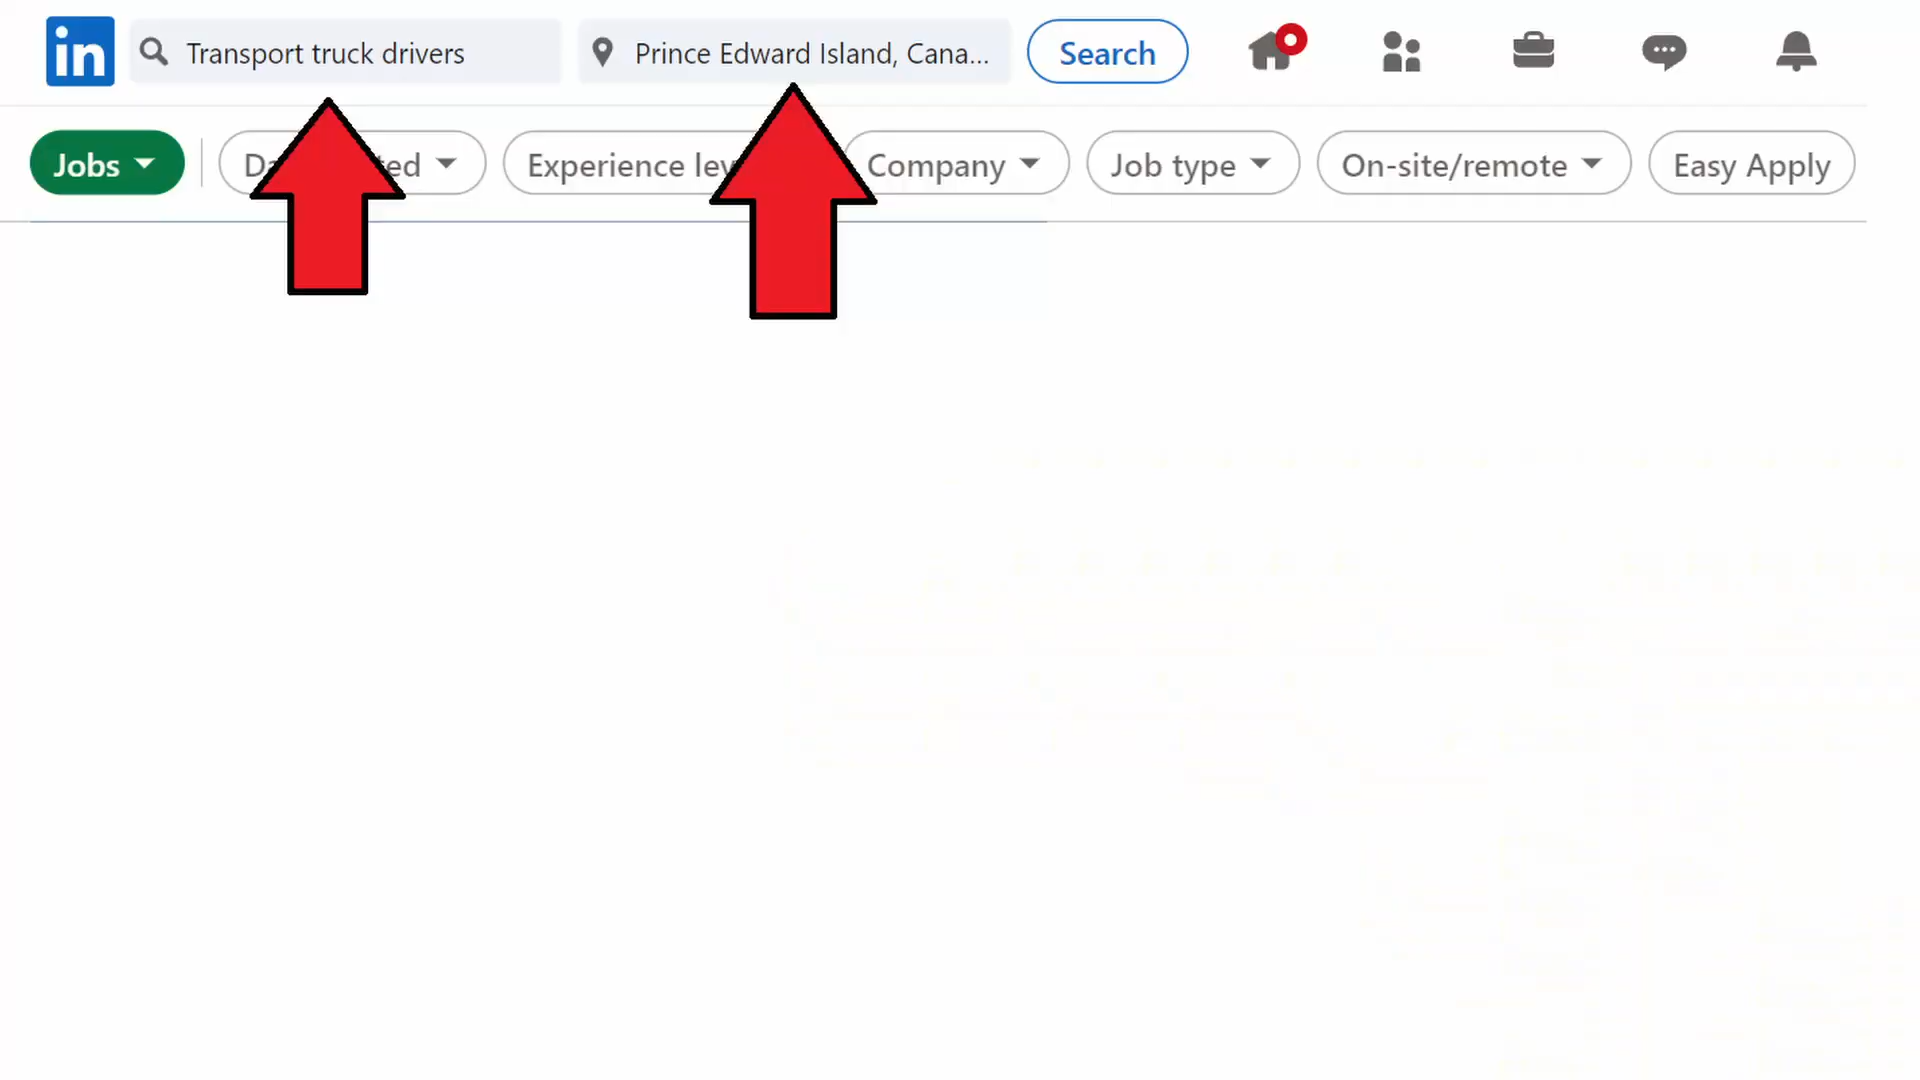 in
Transport truck drivers
Prince Edward Island, Cana...
Search
Jobs
Experience
Company
Job type
On-site/remote
Easy Apply